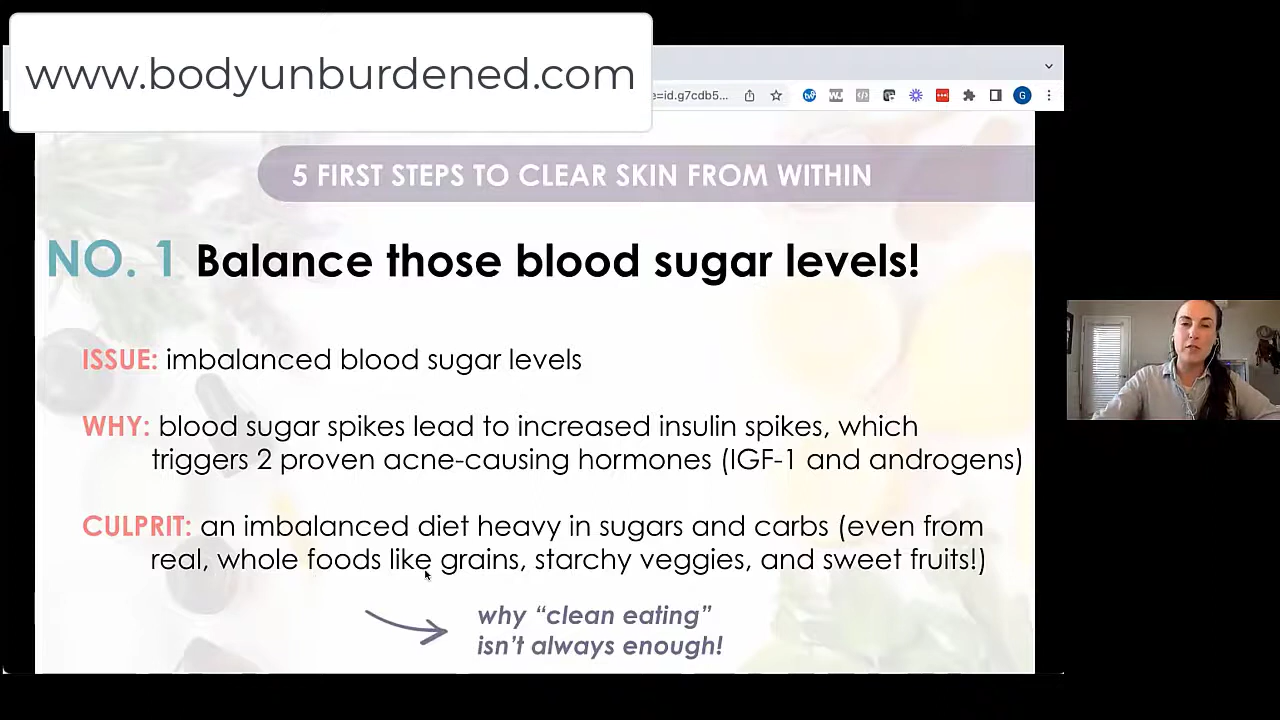 www.bodyunburdened.com
e=id.g7cdb5...
5 FIRST STEPS TO CLEAR SKIN FROM WITHIN
NO. 1 Balance those blood sugar levels!
ISSUE: imbalanced blood sugar levels
WHY: blood sugar spikes lead to increased insulin spikes, which
triggers 2 proven acne-causing hormones (IGF-1 and androgens)
CULPRIT: an imbalanced diet heavy in sugars and carbs (even from
real, whole foods like grains, starchy veggies, and sweet fruits!)
why “clean eating”
isn’t always enough!